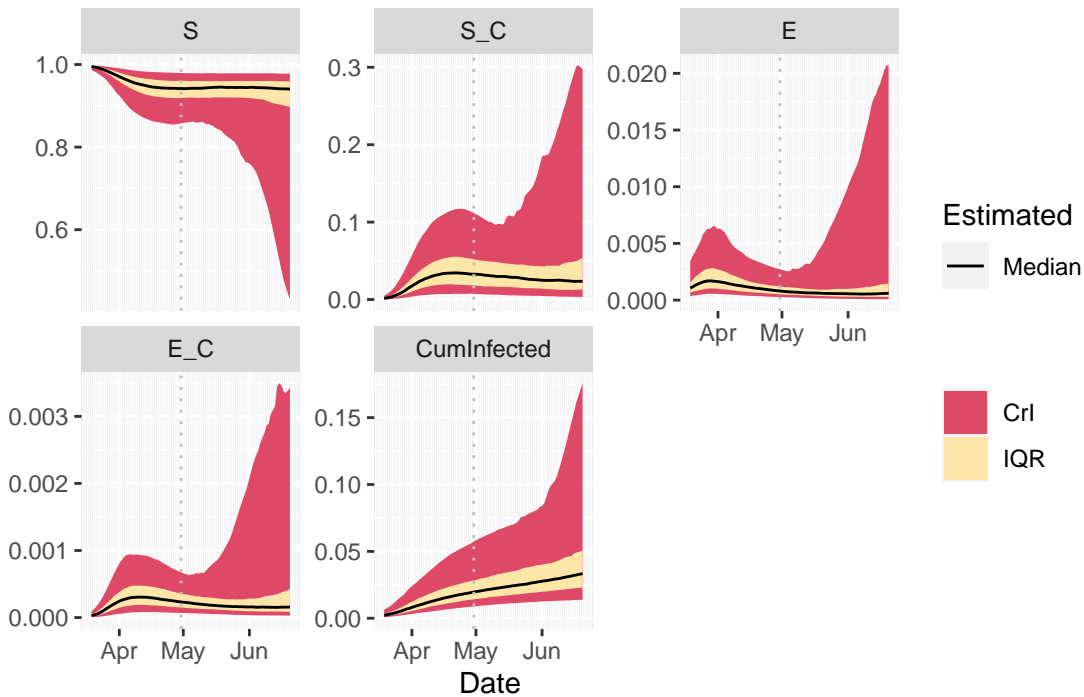 S
S_C
E
1.0
0.8
0.6
0.3
0.2
0.1
0.0
0.020
0.015
0.010
0.005
0.000
Apr May Jun
Estimated
Median
CrI
IQR
E_C
CumInfected
0.003
0.002
0.001
0.000
0.15
0.10
0.05
0.00
Apr May Jun
Apr May Jun
Date